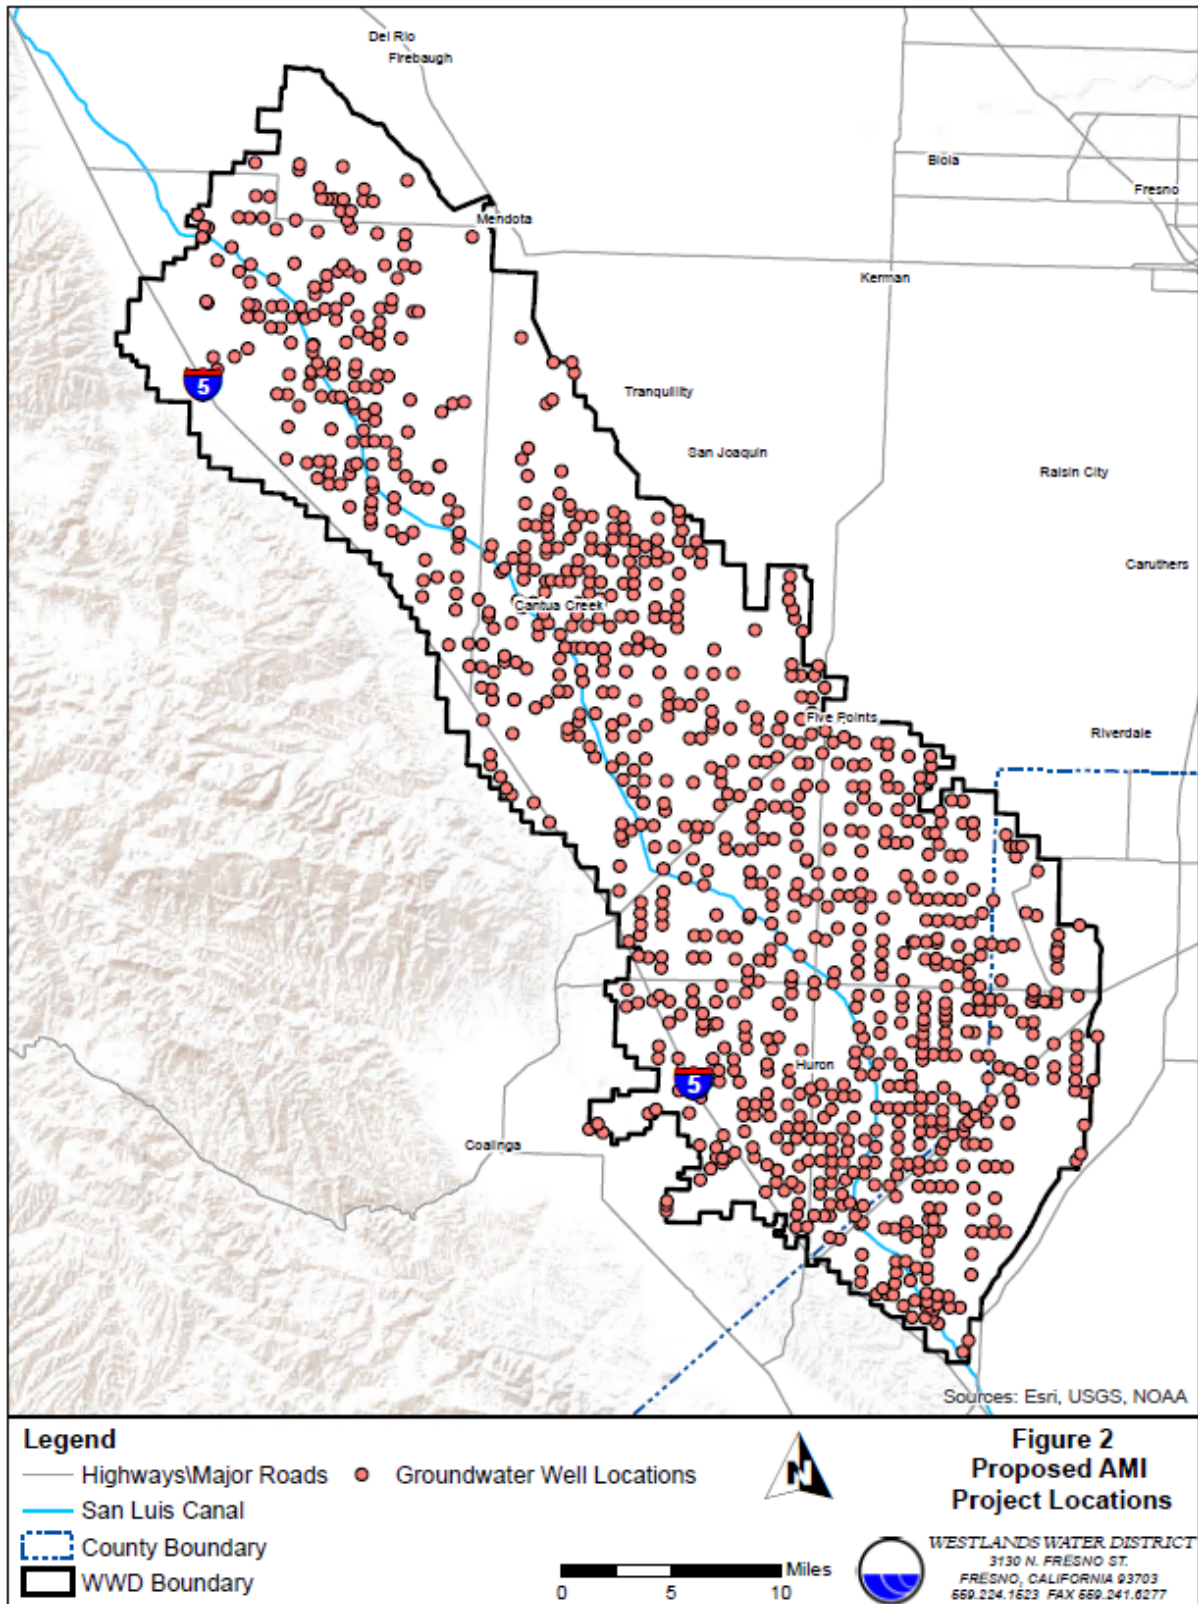 Del Rio
Firebaugh
Biola
Fresno
Mendota
Kerman
5
Tranquillity
San Joaquin
Raisin City
Caruthers
Cantua Creek
Five Points
Riverdale
Huron
5
Coalinga
Sources: Esri, USGS, NOAA
Legend
Highways\Major Roads
Groundwater Well Locations
San Luis Canal
County Boundary
WWD Boundary
N
Miles
0 5 10
Figure 2
Proposed AMI
Project Locations
WESTLANDS WATER DISTRICT
3130 N. FRESNO ST.
FRESNO, CALIFORNIA 93703
559.224.1523 FAX 559.241.6277